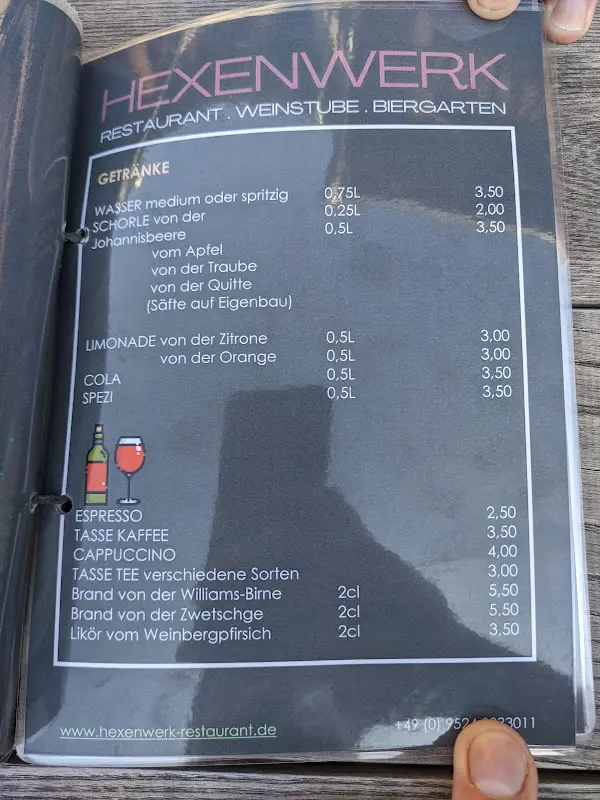 HEXENWERK
RESTAURANT . WEINSTUBE . BIERGARTEN
GETRÄNKE
WASSER medium oder spritzig 0,75L 3,50
SCHORLE von der 0,25L 2,00
Johannisbeere 0,5L 3,50
vom Apfel
von der Traube
von der Quitte
(Säfte auf Eigenbau)
LIMONADE von der Zitrone 0,5L 3,00
von der Orange 0,5L 3,00
COLA 0,5L 3,50
SPEZI 0,5L 3,50
ESPRESSO 2,50
TASSE KAFFEE 3,50
CAPPUCCINO 4,00
TASSE TEE verschiedene Sorten 3,00
Brand von der Williams-Birne 2cl 5,50
Brand von der Zwetschge 2cl 5,50
Likör vom Weinbergpfirsich 2cl 3,50
www.hexenwerk-restaurant.de +49 (0) 9524